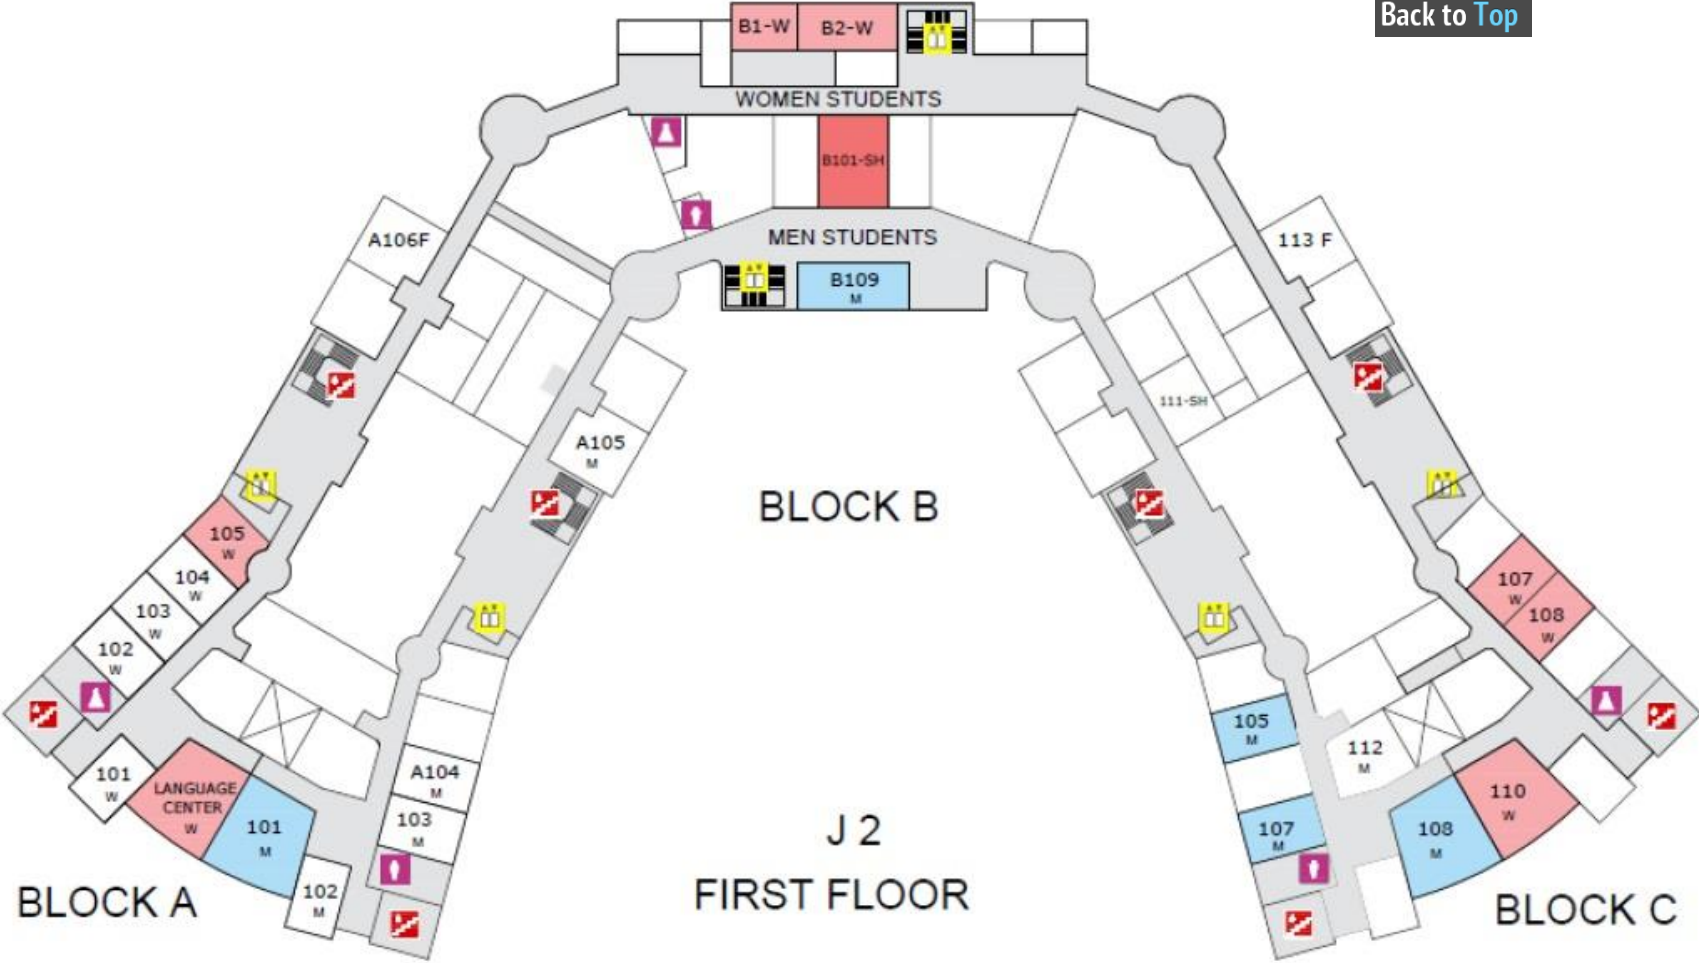 Back to Top
B1-W
B2-W
WOMEN STUDENTS
B101-SH
MEN STUDENTS
B109
M
A106F
113 F
111-SH
A105
M
BLOCK B
105
W
104
W
103
W
102
W
101
W
LANGUAGE
CENTER
W
101
M
102
M
A104
M
103
M
BLOCK A
J 2
FIRST FLOOR
107
W
108
W
105
M
112
M
107
M
108
M
110
W
BLOCK C